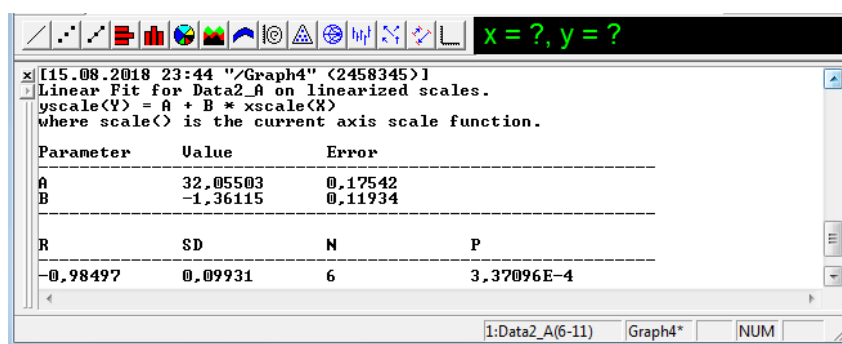 x = ?, y = ?
[15.08.2018 23:44 "/Graph4" (2458345)]
Linear Fit for Data2_A on linearized scales.
yscale(Y) = A + B * xscale(X)
where scale() is the current axis scale function.
Parameter Value Error
A 32,05503 0,17542
B -1,36115 0,11934
R SD N P
-0,98497 0,09931 6 3,37096E-4
1:Data2_A(6-11) Graph4* NUM